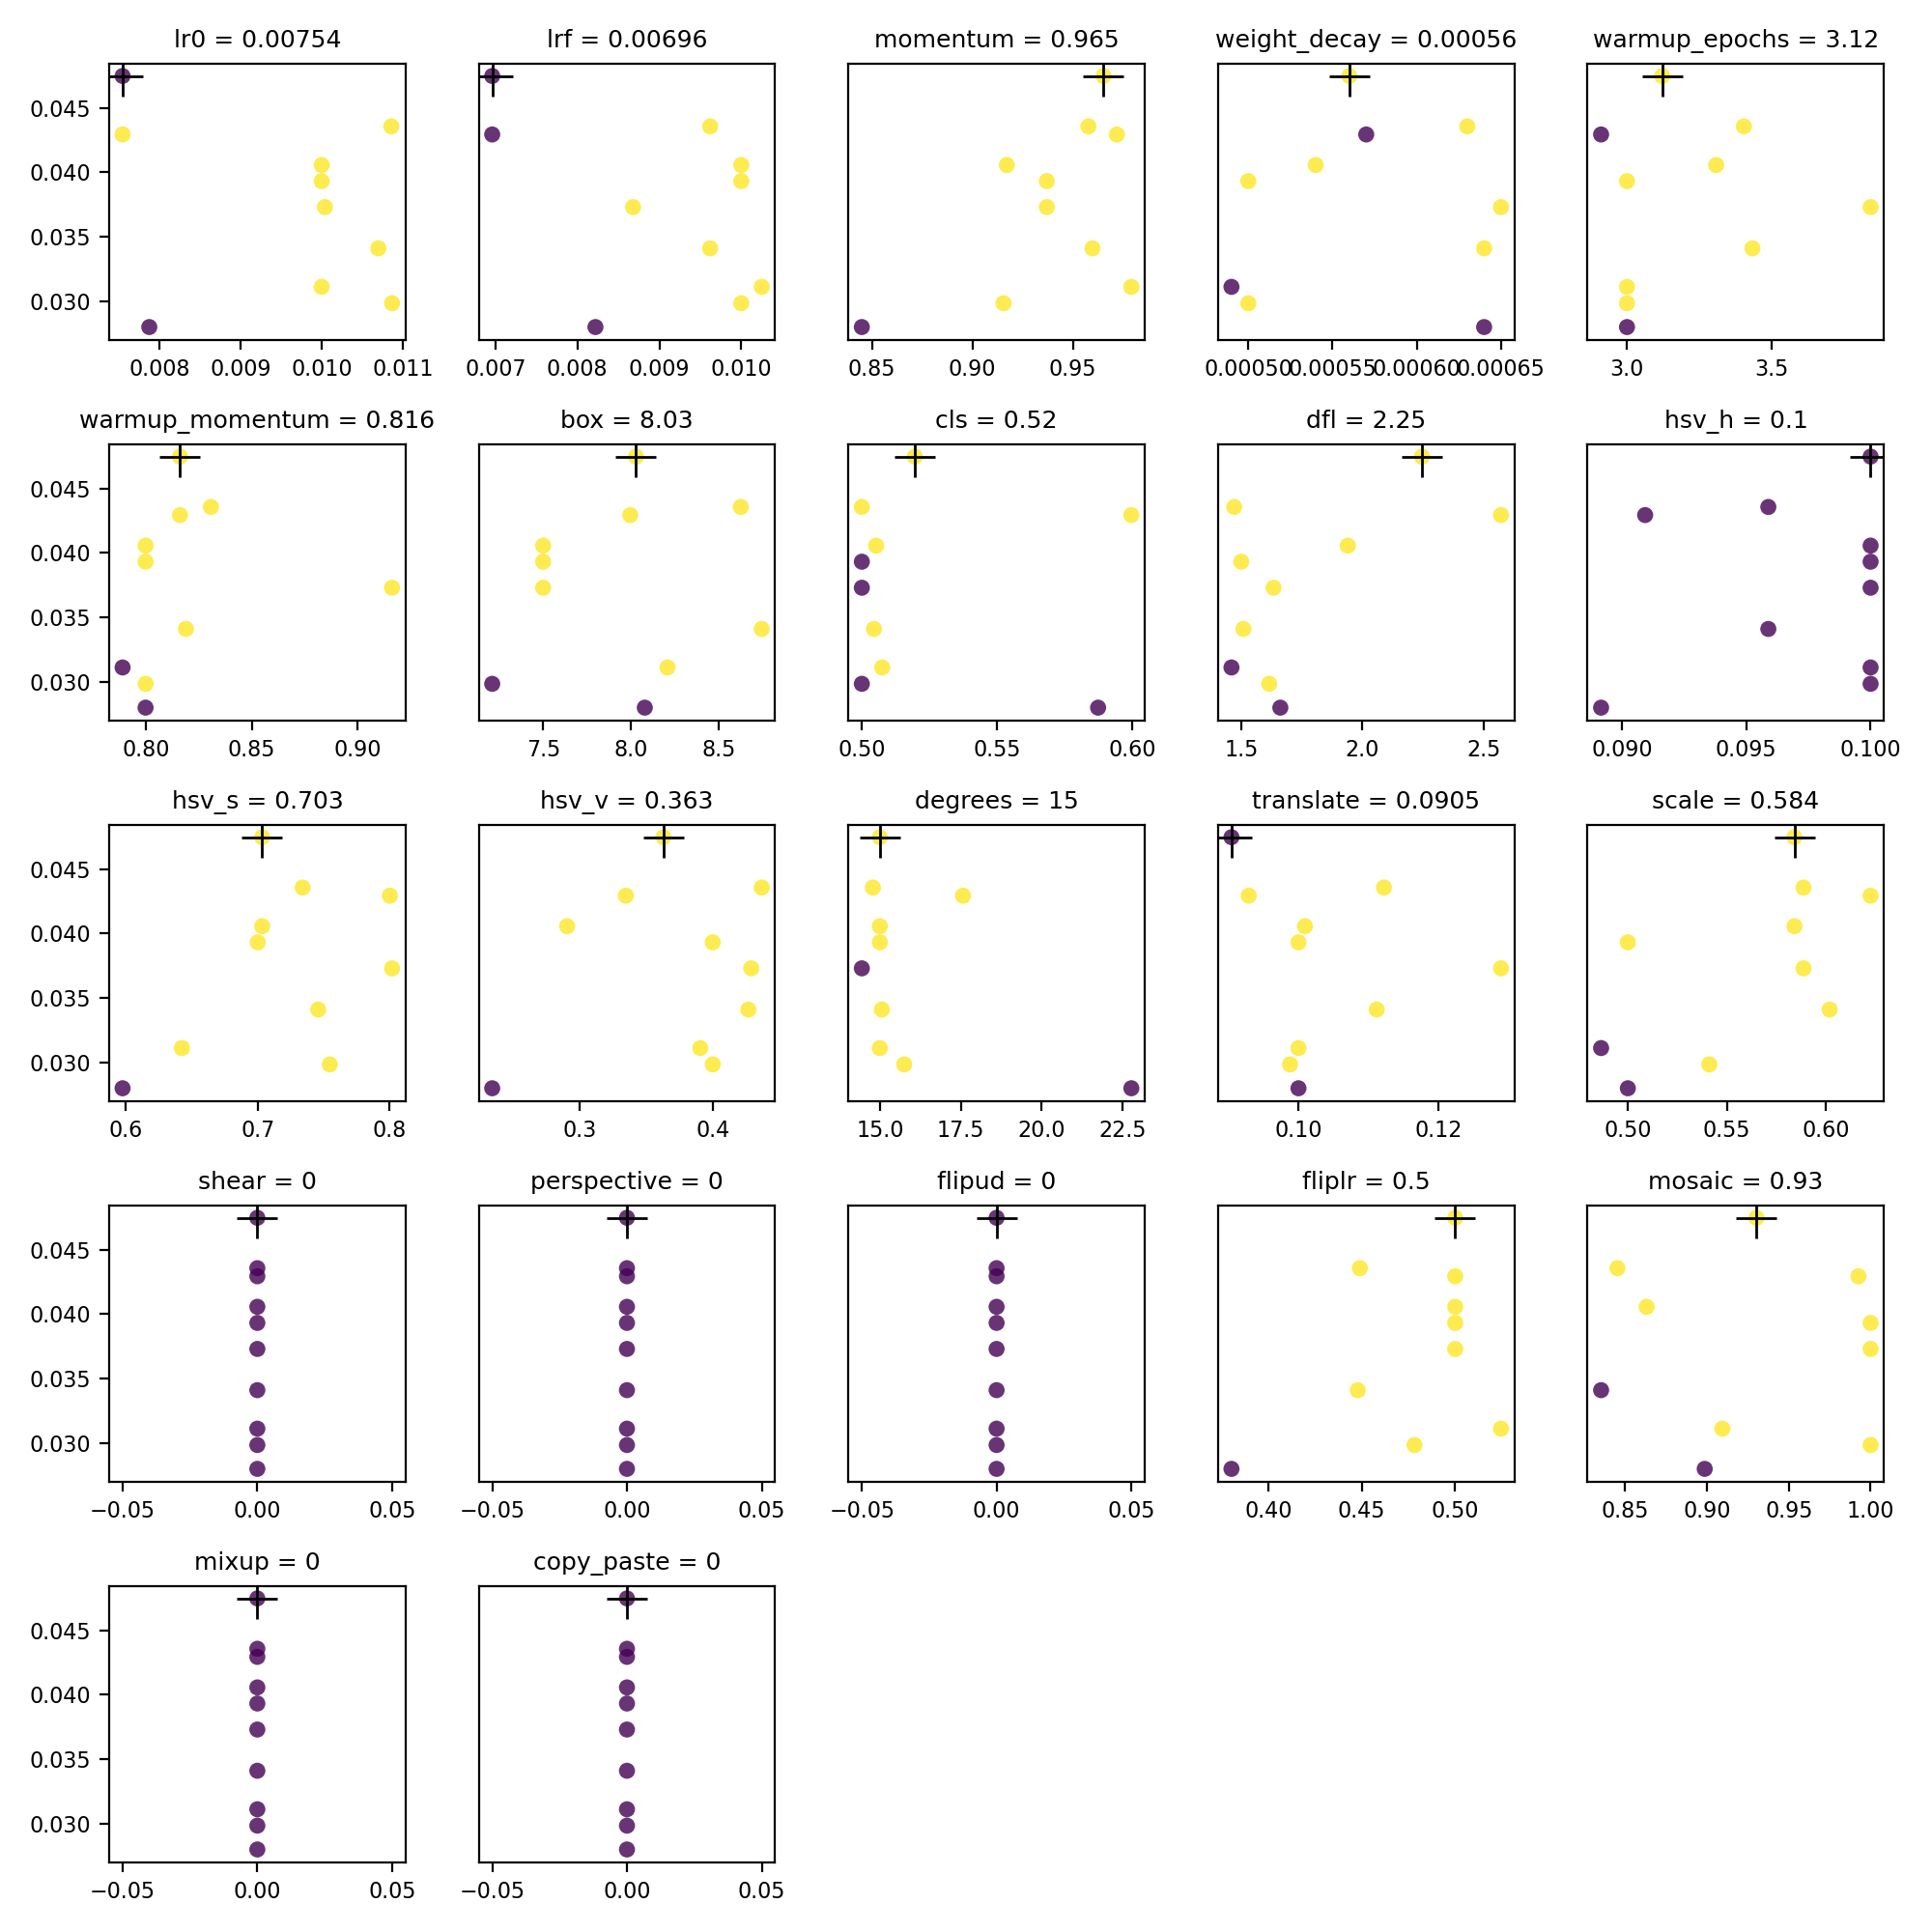 lr0 = 0.00754 lrf = 0.00696 momentum = 0.965 weight_decay = 0.00056 warmup_epochs = 3.12
0.045
0.040
0.035
0.030
0.008 0.009 0.010 0.011 0.007 0.008 0.009 0.010 0.85 0.90 0.95 0.00050 0.00055 0.00060 0.00065 3.0 3.5
warmup_momentum = 0.816 box = 8.03 cls = 0.52 dfl = 2.25 hsv_h = 0.1
0.045
0.040
0.035
0.030
0.80 0.85 0.90 7.5 8.0 8.5 0.50 0.55 0.60 1.5 2.0 2.5 0.090 0.095 0.100
hsv_s = 0.703 hsv_v = 0.363 degrees = 15 translate = 0.0905 scale = 0.584
0.045
0.040
0.035
0.030
0.6 0.7 0.8 0.3 0.4 15.0 17.5 20.0 22.5 0.10 0.12 0.50 0.55 0.60
shear = 0 perspective = 0 flipud = 0 fliplr = 0.5 mosaic = 0.93
0.045
0.040
0.035
0.030
−0.05 0.00 0.05 −0.05 0.00 0.05 −0.05 0.00 0.05 0.40 0.45 0.50 0.85 0.90 0.95 1.00
mixup = 0 copy_paste = 0
0.045
0.040
0.035
0.030
−0.05 0.00 0.05 −0.05 0.00 0.05